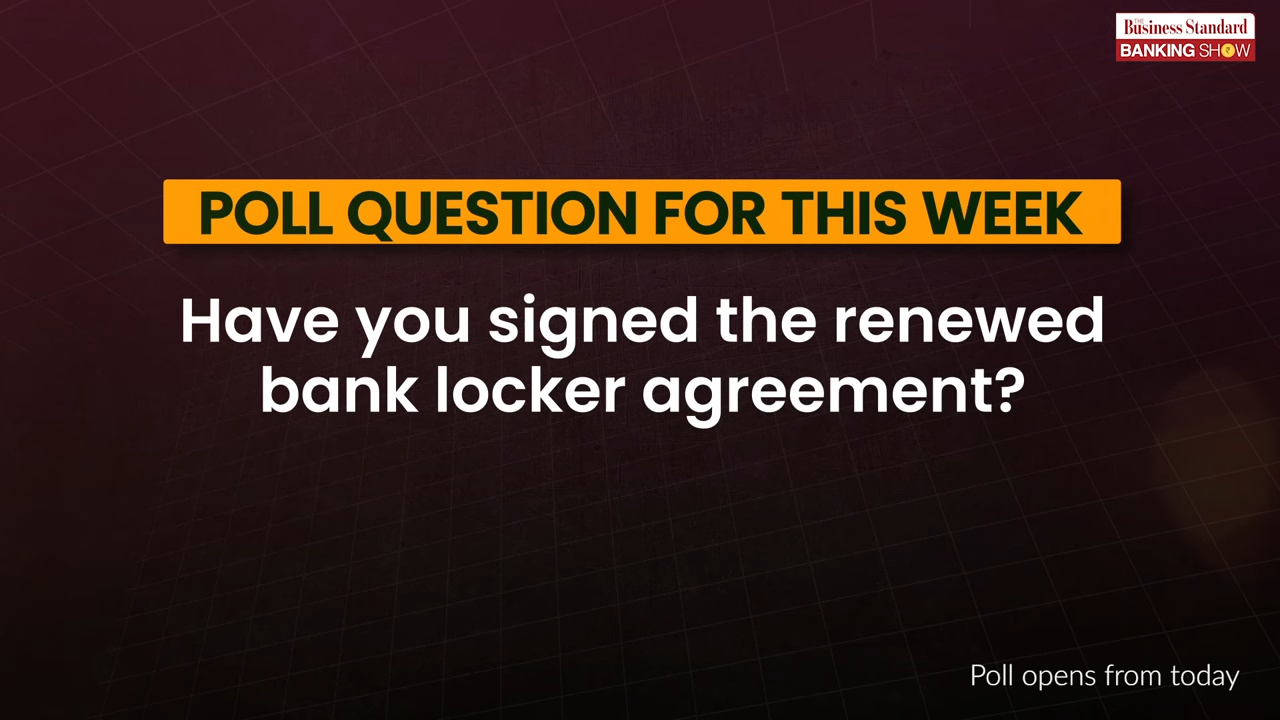 THE
Business Standard
BANKING SHOW
POLL QUESTION FOR THIS WEEK
Have you signed the renewed
bank locker agreement?
Poll opens from today